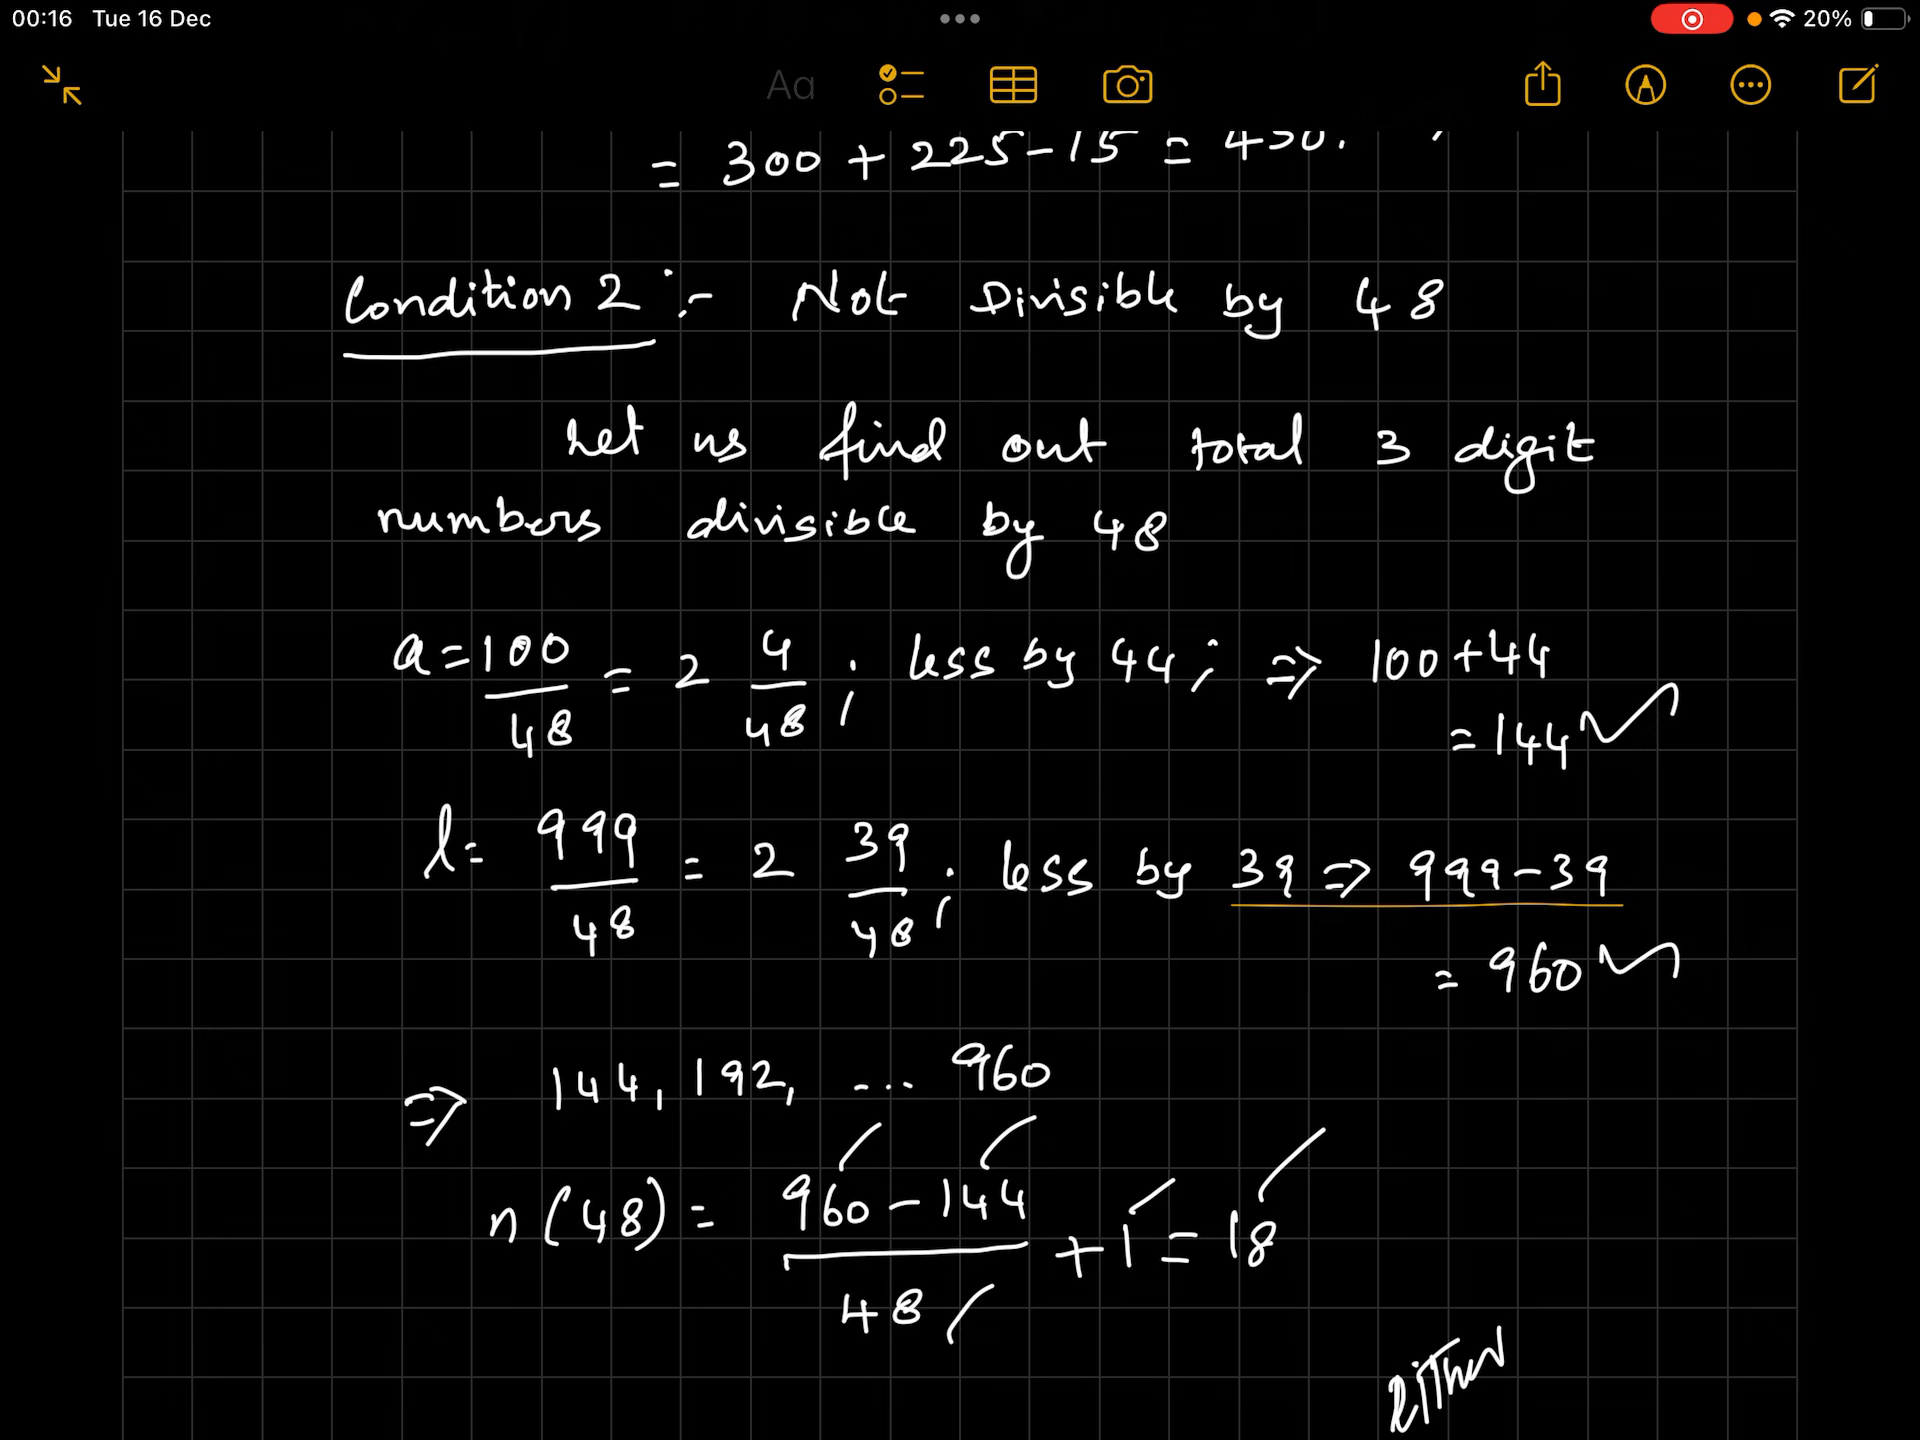 00:16 Tue 16 Dec
20%
Aa
= 300 + 225 - 15 = 430.
Condition 2 :- Not Divisible by 48
Let us find out total 3 digit
numbers divisible by 48
a = 100/48 = 2 4/48 ; less by 44 ; => 100 + 44
= 144
l = 999/48 = 2 39/48 ; less by 39 => 999 - 39
= 960
=> 144, 192, ... 960
n (48) = 960 - 144/48 + 1 = 18